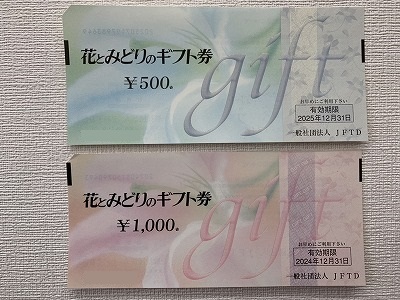 花とみどりのギフト券
¥500
gift
お早めにご利用下さい
有効期限
2025年12月31日
一般社団法人 JFTD
花とみどりのギフト券
¥1,000
gift
お早めにご利用下さい
有効期限
2024年12月31日
一般社団法人 JFTD